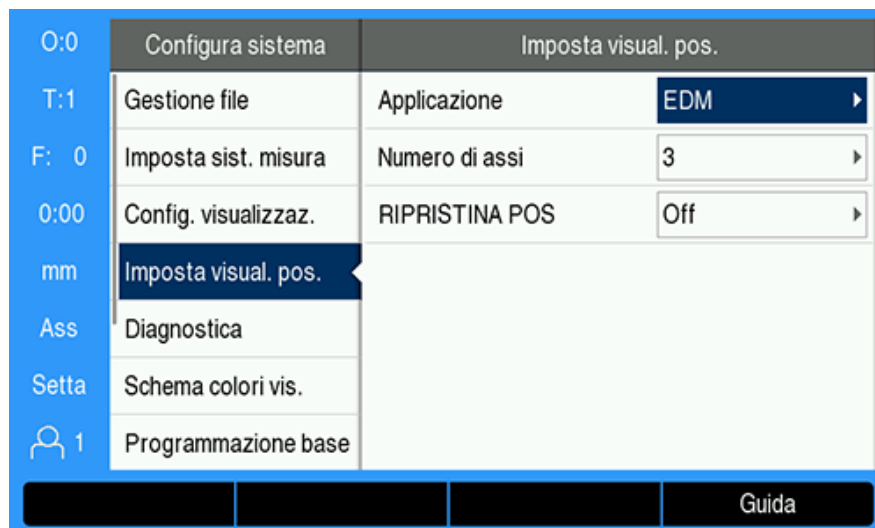 O:0
Configura sistema
Imposta visual. pos.
T:1
Gestione file
Applicazione
EDM
F: 0
Imposta sist. misura
Numero di assi
3
0:00
Config. visualizzaz.
RIPRISTINA POS
Off
mm
Imposta visual. pos.
Ass
Diagnostica
Setta
Schema colori vis.
1
Programmazione base
Guida